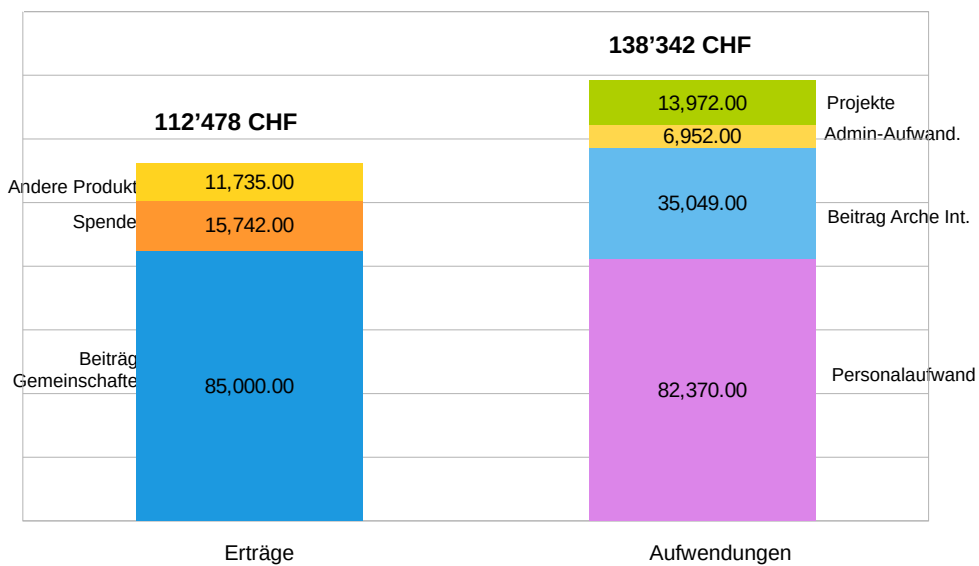 138’342 CHF
13,972.00
Projekte
112’478 CHF
6,952.00
Admin-Aufwand.
Andere Produkt
11,735.00
35,049.00
Beitrag Arche Int.
Spende
15,742.00
Beiträg
Gemeinschafte
85,000.00
82,370.00
Personalaufwand
Erträge
Aufwendungen